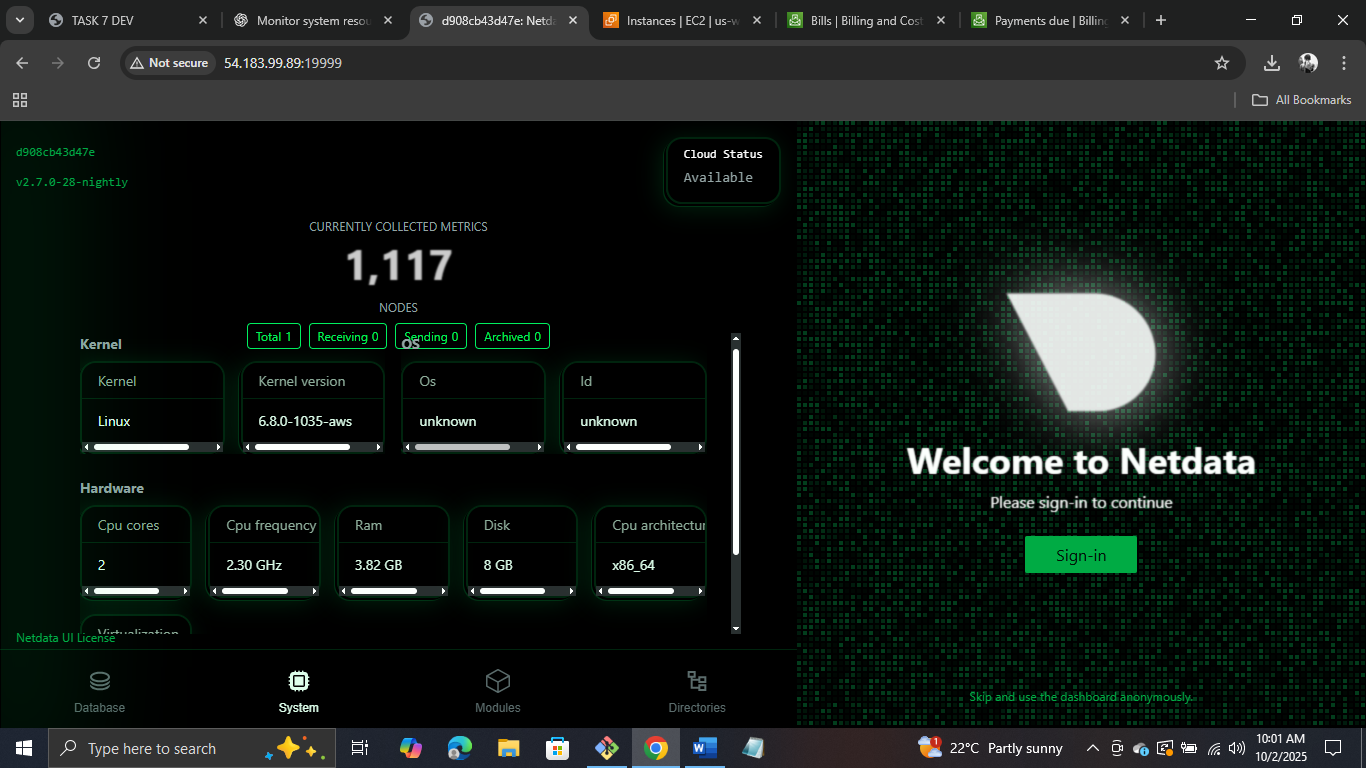 TASK 7 DEV
Monitor system resou
d908cb43d47e: Netda
Instances | EC2 | us-w
Bills | Billing and Cost
Payments due | Billing
Not secure
54.183.99.89:19999
All Bookmarks
d908cb43d47e
v2.7.0-28-nightly
Cloud Status
Available
CURRENTLY COLLECTED METRICS
1,117
NODES
Total 1
Receiving 0
Sending 0
Archived 0
Kernel
OS
Kernel
Kernel version
Os
Id
Linux
6.8.0-1035-aws
unknown
unknown
Hardware
Cpu cores
Cpu frequency
Ram
Disk
Cpu architectur
2
2.30 GHz
3.82 GB
8 GB
x86_64
Virtualization
Netdata UI License
Database
System
Modules
Directories
Welcome to Netdata
Please sign-in to continue
Sign-in
Skip and use the dashboard anonymously.
Type here to search
1
22°C Partly sunny
10:01 AM
10/2/2025